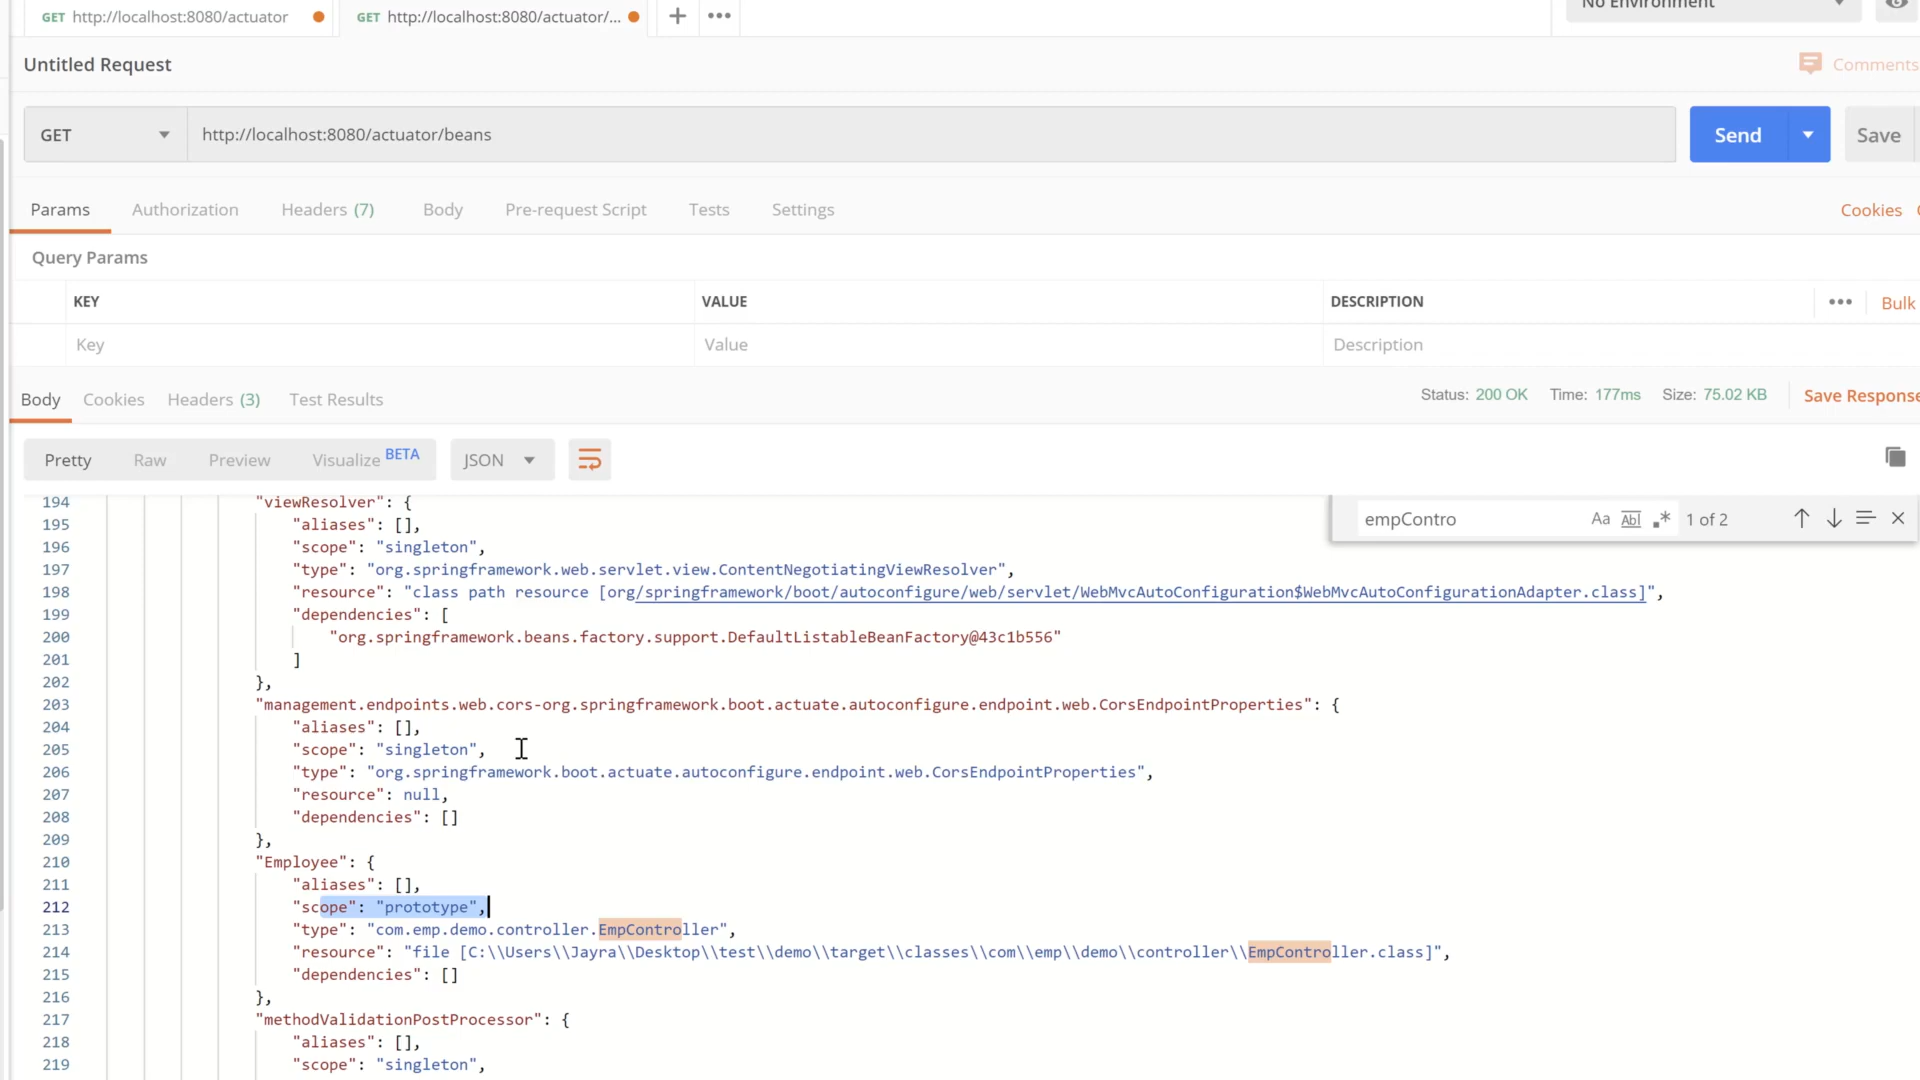 GET http://localhost:8080/actuator
GET http://localhost:8080/actuator/...
No Environment
Untitled Request
Comments
GET
http://localhost:8080/actuator/beans
Send
Save
Params
Authorization
Headers (7)
Body
Pre-request Script
Tests
Settings
Cookies
Query Params
KEY
VALUE
DESCRIPTION
Bulk
Key
Value
Description
Body
Cookies
Headers (3)
Test Results
Status: 200 OK
Time: 177ms
Size: 75.02 KB
Save Response
Pretty
Raw
Preview
Visualize BETA
JSON
empContro
Aa
Abl
.*
1 of 2
194 "viewResolver": {
195 "aliases": [],
196 "scope": "singleton",
197 "type": "org.springframework.web.servlet.view.ContentNegotiatingViewResolver",
198 "resource": "class path resource [org/springframework/boot/autoconfigure/web/servlet/WebMvcAutoConfiguration$WebMvcAutoConfigurationAdapter.class]",
199 "dependencies": [
200 "org.springframework.beans.factory.support.DefaultListableBeanFactory@43c1b556"
201 ]
202 },
203 "management.endpoints.web.cors-org.springframework.boot.actuate.autoconfigure.endpoint.web.CorsEndpointProperties": {
204 "aliases": [],
205 "scope": "singleton",
206 "type": "org.springframework.boot.actuate.autoconfigure.endpoint.web.CorsEndpointProperties",
207 "resource": null,
208 "dependencies": []
209 },
210 "Employee": {
211 "aliases": [],
212 "scope": "prototype",
213 "type": "com.emp.demo.controller.EmpController",
214 "resource": "file [C:\\Users\\Jayra\\Desktop\\test\\demo\\target\\classes\\com\\emp\\demo\\controller\\EmpController.class]",
215 "dependencies": []
216 },
217 "methodValidationPostProcessor": {
218 "aliases": [],
219 "scope": "singleton",